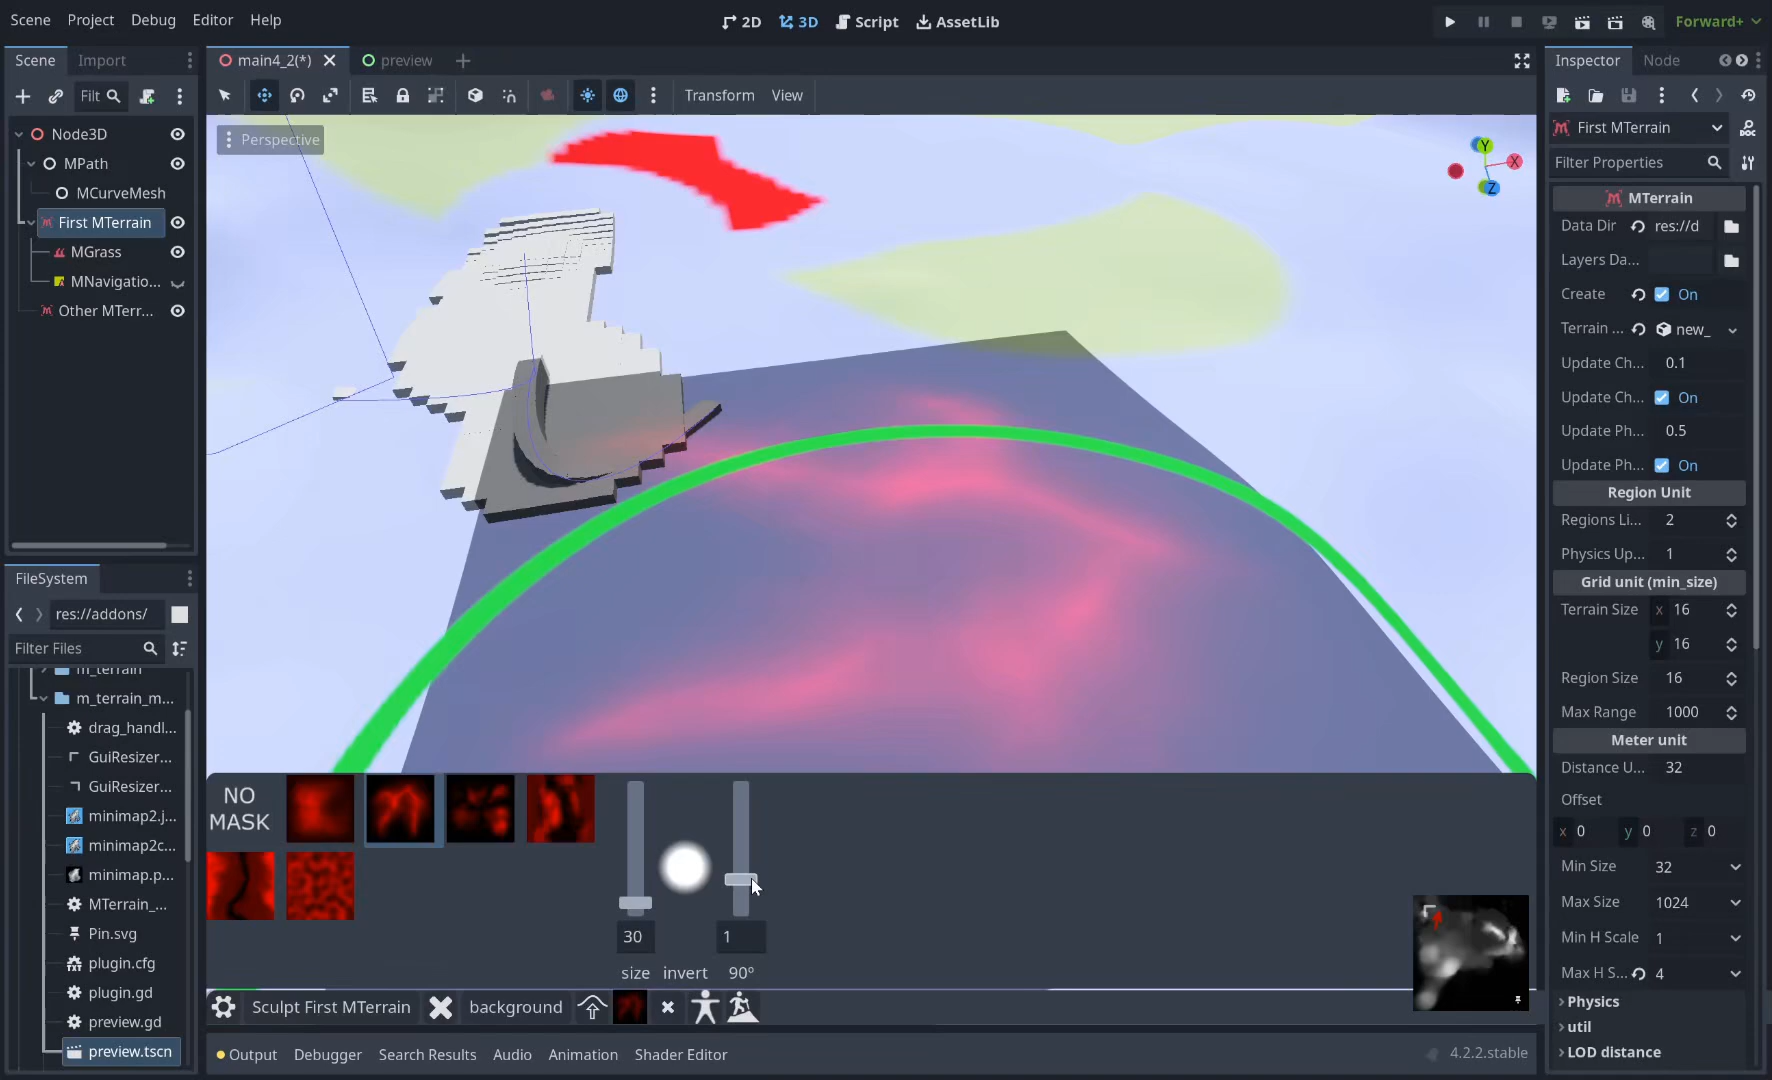 Scene Project Debug Editor Help
2D 3D Script AssetLib
Forward+
Scene Import
main4_2(*) preview
Inspector Node
Filt
Transform View
First MTerrain
Filter Properties
Perspective
Y X Z
Node3D
MPath
MCurveMesh
First MTerrain
MGrass
MNavigatio...
Other MTerr...
MTerrain
Data Dir res://d
Layers Da...
Create On
Terrain ... new_
Update Ch... 0.1
Update Ch... On
Update Ph... 0.5
Update Ph... On
Region Unit
Regions Li... 2
Physics Up... 1
Grid unit (min_size)
Terrain Size x 16
y 16
Region Size 16
Max Range 1000
Meter unit
Distance U... 32
Offset
x 0 y 0 z 0
Min Size 32
Max Size 1024
Min H Scale 1
Max H S... 4
Physics
util
LOD distance
FileSystem
res://addons/
Filter Files
m_terrain
m_terrain_m...
drag_handl...
GuiResizer...
GuiResizer...
minimap2.j...
minimap2c...
minimap.p...
MTerrain_...
Pin.svg
plugin.cfg
plugin.gd
preview.gd
preview.tscn
NO
MASK
30 1
size invert 90º
Sculpt First MTerrain background
Output Debugger Search Results Audio Animation Shader Editor
4.2.2.stable